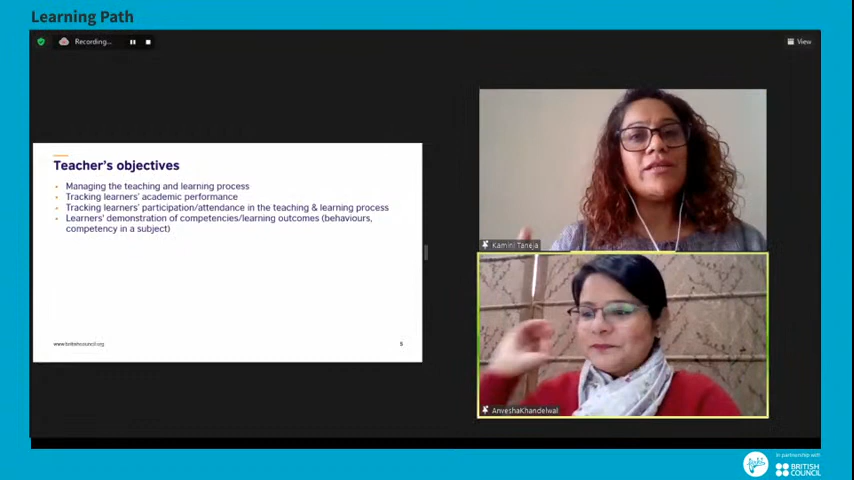 Learning Path
Recording...
View
Teacher's objectives
Managing the teaching and learning process
Tracking learners' academic performance
Tracking learners' participation/attendance in the teaching & learning process
Learners' demonstration of competencies/learning outcomes (behaviours,
competency in a subject)
www.britishcouncil.org
5
Kamini Taneja
AnveshaKhandelwal
In partnership with
BRITISH
COUNCIL